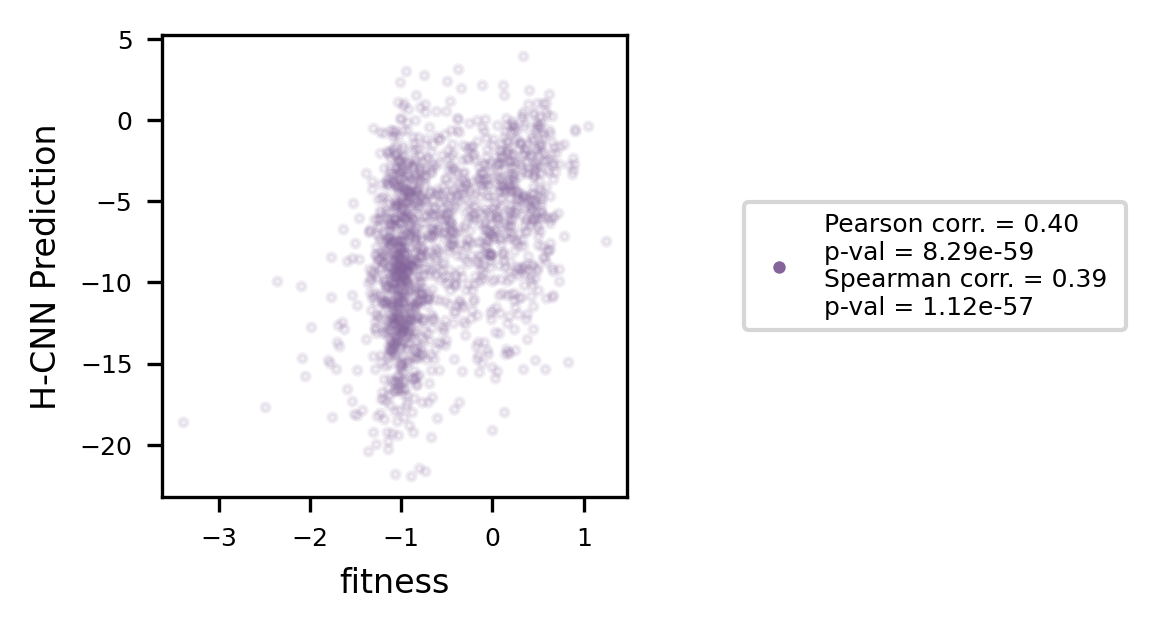 H-CNN Prediction
5
0
−5
−10
−15
−20
−3
−2
−1
0
1
fitness
Pearson corr. = 0.40
p-val = 8.29e-59
Spearman corr. = 0.39
p-val = 1.12e-57